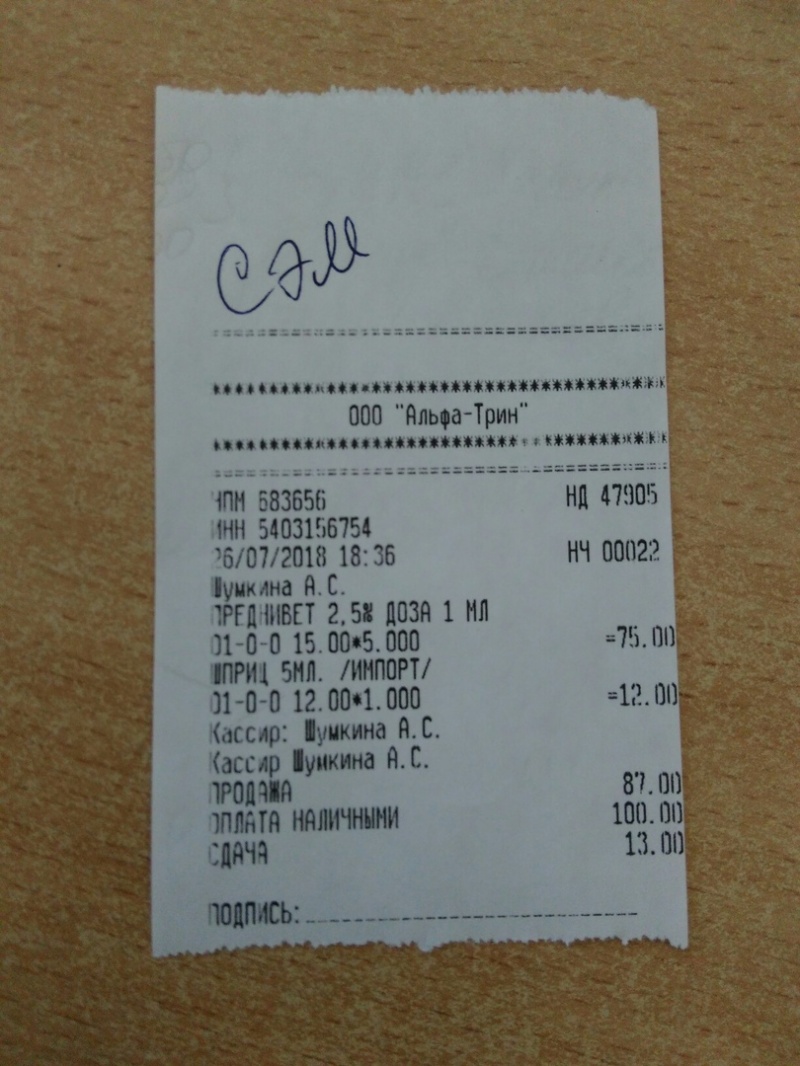 СЭМ
ООО "Альфа-Трин"
ЧПМ 683656 НД 47905
ИНН 5403156754
26/07/2018 18:36 НЧ 00022
Шумкина А.С.
ПРЕДНИВЕТ 2,5% ДОЗА 1 МЛ
01-0-0 15.00*5.000 =75.00
ШПРИЦ 5МЛ. /ИМПОРТ/
01-0-0 12.00*1.000 =12.00
Кассир: Шумкина А.С.
Кассир Шумкина А.С.
ПРОДАЖА 87.00
ОПЛАТА НАЛИЧНЫМИ 100.00
СДАЧА 13.00
ПОДПИСЬ: